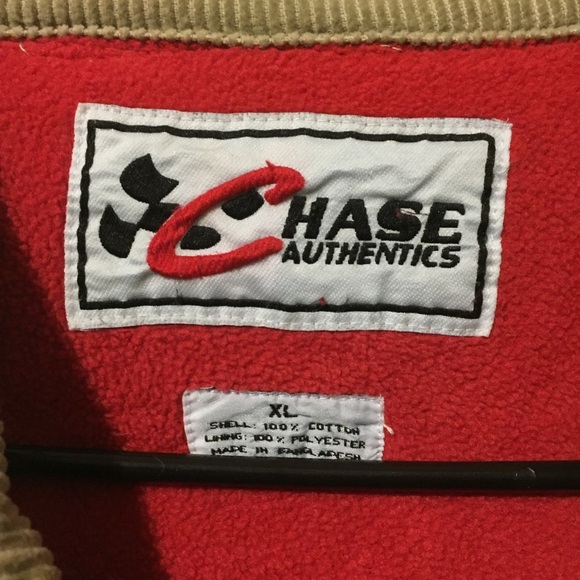 CHASE
AUTHENTICS
XL
SHELL: 100% COTTON
LINING: 100% POLYESTER
MADE IN BANGLADESH